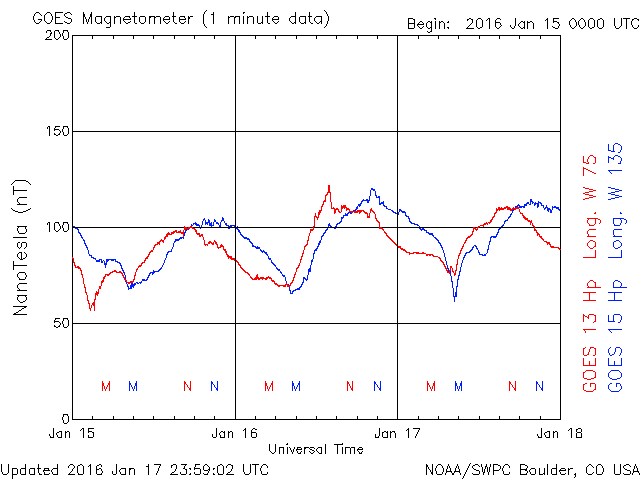 GOES Magnetometer (1 minute data)
Begin: 2016 Jan 15 0000 UTC
200
150
100
50
0
NanoTesla (nT)
M M N N M M N N M M N N
Jan 15 Jan 16 Jan 17 Jan 18
Universal Time
GOES 13 Hp Long. W 75
GOES 15 Hp Long. W 135
Updated 2016 Jan 17 23:59:02 UTC
NOAA/SWPC Boulder, CO USA